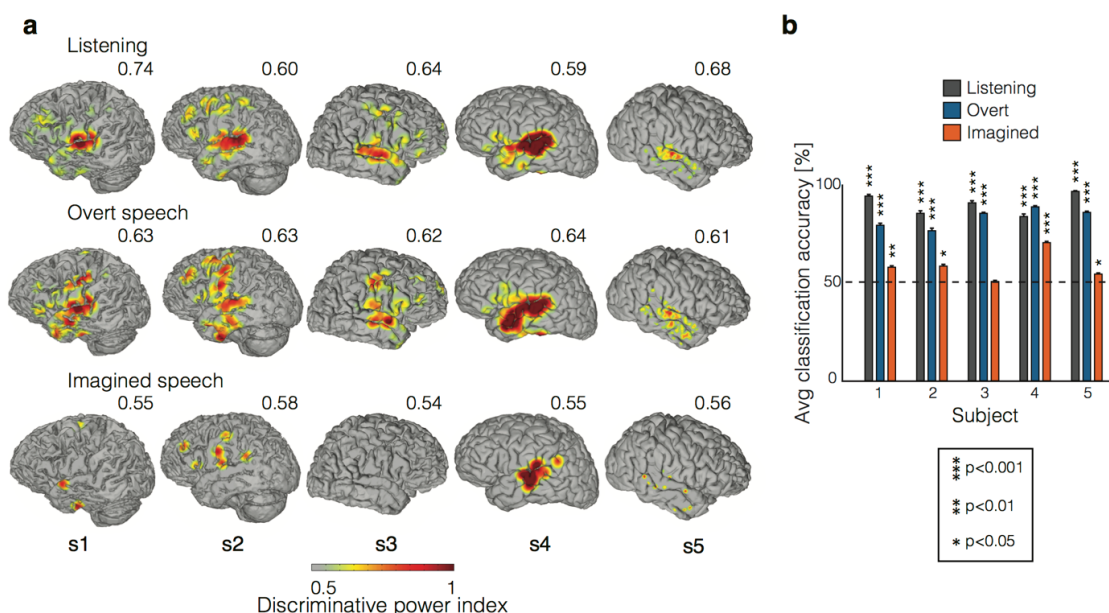 a
Listening
0.74 0.60 0.64 0.59 0.68
Overt speech
0.63 0.63 0.62 0.64 0.61
Imagined speech
0.55 0.58 0.54 0.55 0.56
s1 s2 s3 s4 s5
0.5 1
Discriminative power index
b
Listening
Overt
Imagined
Avg classification accuracy [%]
100
50
0
*** *** **
*** *** *
*** ***
*** *** ***
*** *** *
1 2 3 4 5
Subject
*** p<0.001
** p<0.01
* p<0.05